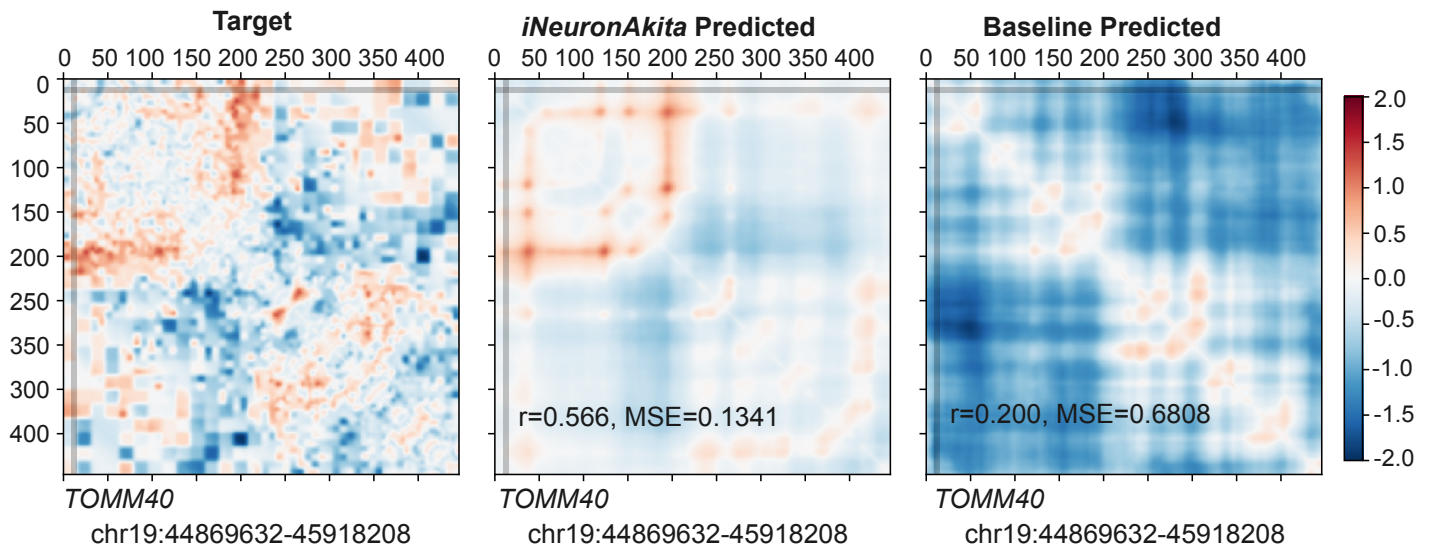 Target
iNeuronAkita Predicted
Baseline Predicted
0 50 100 150 200 250 300 350 400
0 50 100 150 200 250 300 350 400
0 50 100 150 200 250 300 350 400
0
50
100
150
200
250
300
350
400
2.0
1.5
1.0
0.5
0.0
-0.5
-1.0
-1.5
-2.0
r=0.566, MSE=0.1341
r=0.200, MSE=0.6808
TOMM40
TOMM40
TOMM40
chr19:44869632-45918208
chr19:44869632-45918208
chr19:44869632-45918208